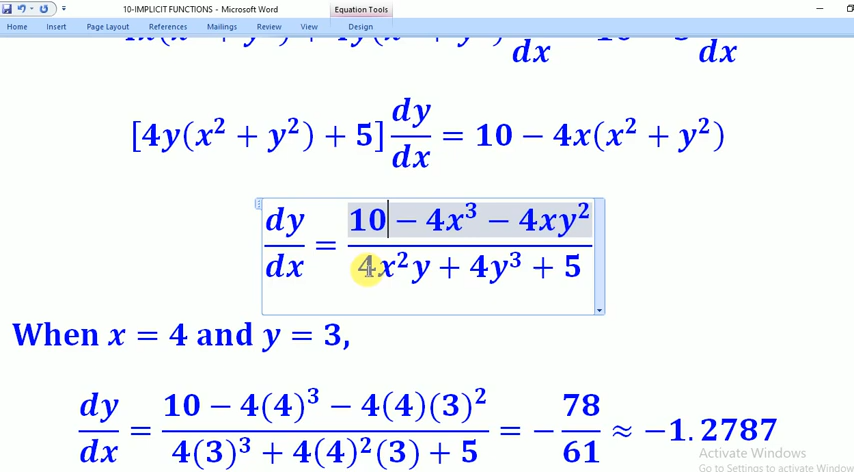 10-IMPLICIT FUNCTIONS - Microsoft Word
Equation Tools
Home Insert Page Layout References Mailings Review View Design
dx dx
[4y(x² + y²) + 5] dy/dx = 10 − 4x(x² + y²)
dy/dx = (10 − 4x³ − 4xy²)/(4x²y + 4y³ + 5)
When x = 4 and y = 3,
dy/dx = (10 − 4(4)³ − 4(4)(3)²)/(4(3)³ + 4(4)²(3) + 5) = −78/61 ≈ −1.2787
Activate Windows
Go to Settings to activate Window